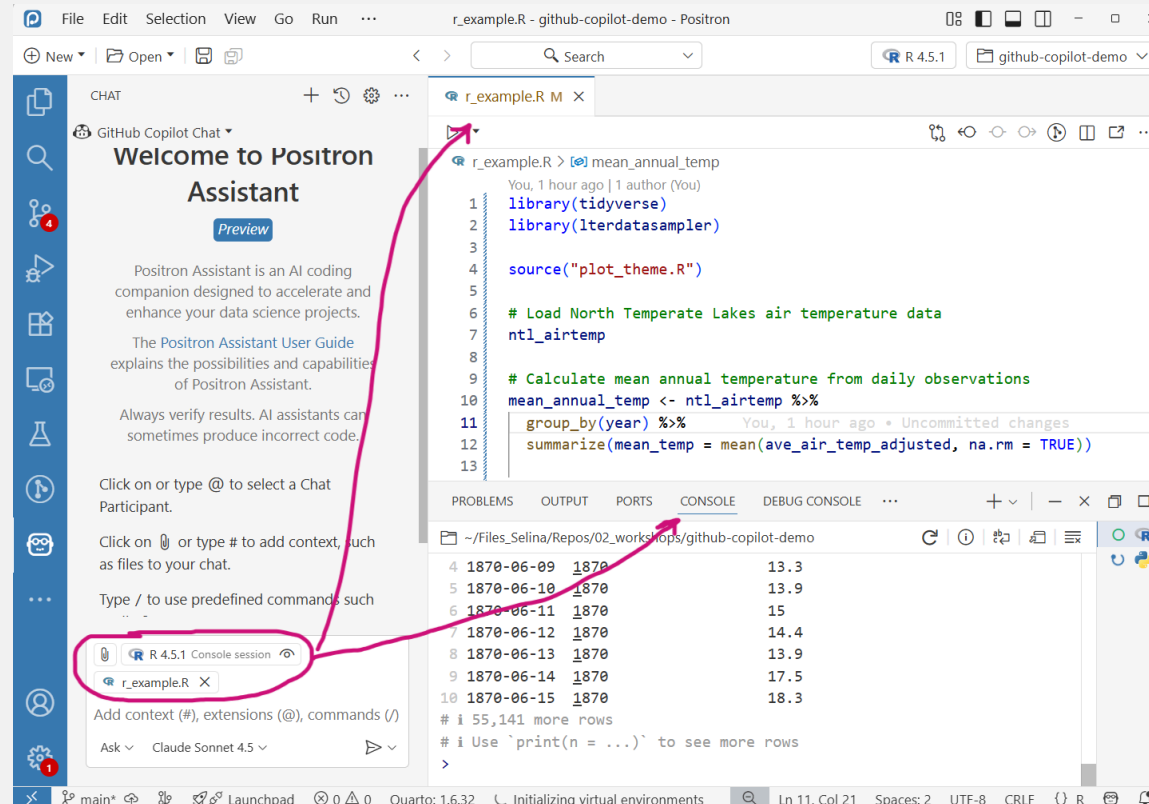 File Edit Selection View Go Run ··· r_example.R - github-copilot-demo - Positron
New Open Search R 4.5.1 github-copilot-demo
CHAT
GitHub Copilot Chat
Welcome to Positron
Assistant
Preview
Positron Assistant is an AI coding
companion designed to accelerate and
enhance your data science projects.
The Positron Assistant User Guide
explains the possibilities and capabilities
of Positron Assistant.
Always verify results. AI assistants can
sometimes produce incorrect code.
Click on or type @ to select a Chat
Participant.
Click on or type # to add context, such
as files to your chat.
Type / to use predefined commands such
R 4.5.1 Console session
r_example.R
Add context (#), extensions (@), commands (/)
Ask Claude Sonnet 4.5
4
1
r_example.R M
r_example.R > mean_annual_temp
You, 1 hour ago | 1 author (You)
1 library(tidyverse)
2 library(lterdatasampler)
3
4 source("plot_theme.R")
5
6 # Load North Temperate Lakes air temperature data
7 ntl_airtemp
8
9 # Calculate mean annual temperature from daily observations
10 mean_annual_temp <- ntl_airtemp %>%
11 group_by(year) %>% You, 1 hour ago • Uncommitted changes
12 summarize(mean_temp = mean(ave_air_temp_adjusted, na.rm = TRUE))
13
PROBLEMS OUTPUT PORTS CONSOLE DEBUG CONSOLE ···
~/Files_Selina/Repos/02_workshops/github-copilot-demo
4 1870-06-09 1870 13.3
5 1870-06-10 1870 13.9
6 1870-06-11 1870 15
7 1870-06-12 1870 14.4
8 1870-06-13 1870 13.9
9 1870-06-14 1870 17.5
10 1870-06-15 1870 18.3
# ℹ 55,141 more rows
# ℹ Use `print(n = ...)` to see more rows
>
main* Launchpad 0 0 Quarto: 1.6.32 Initializing virtual environments Ln 11, Col 21 Spaces: 2 UTF-8 CRLF {} R